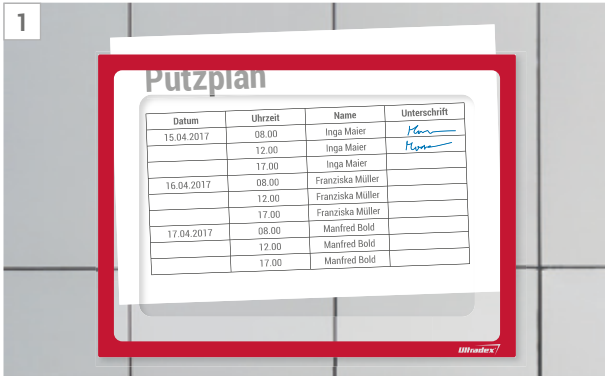 1
Putzplan
Datum Uhrzeit Name Unterschrift
15.04.2017 08.00 Inga Maier
12.00 Inga Maier
17.00 Inga Maier
16.04.2017 08.00 Franziska Müller
12.00 Franziska Müller
17.00 Franziska Müller
17.04.2017 08.00 Manfred Bold
12.00 Manfred Bold
17.00 Manfred Bold
Ultradex